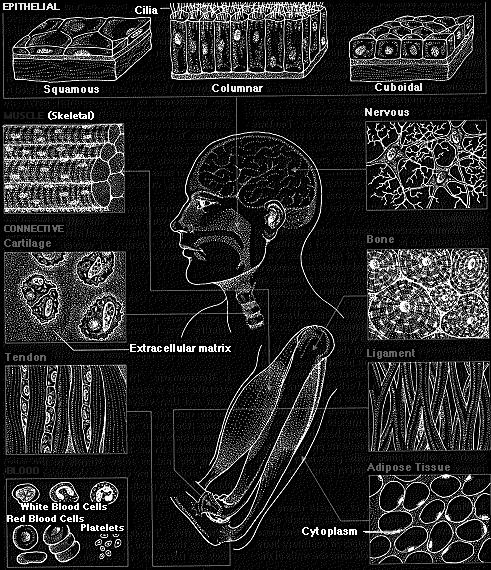 EPITHELIAL
Cilia
Squamous
Columnar
Cuboidal
MUSCLE (Skeletal)
Nervous
CONNECTIVE
Cartilage
Bone
Extracellular matrix
Tendon
Ligament
BLOOD
White Blood Cells
Red Blood Cells
Platelets
Adipose Tissue
Cytoplasm